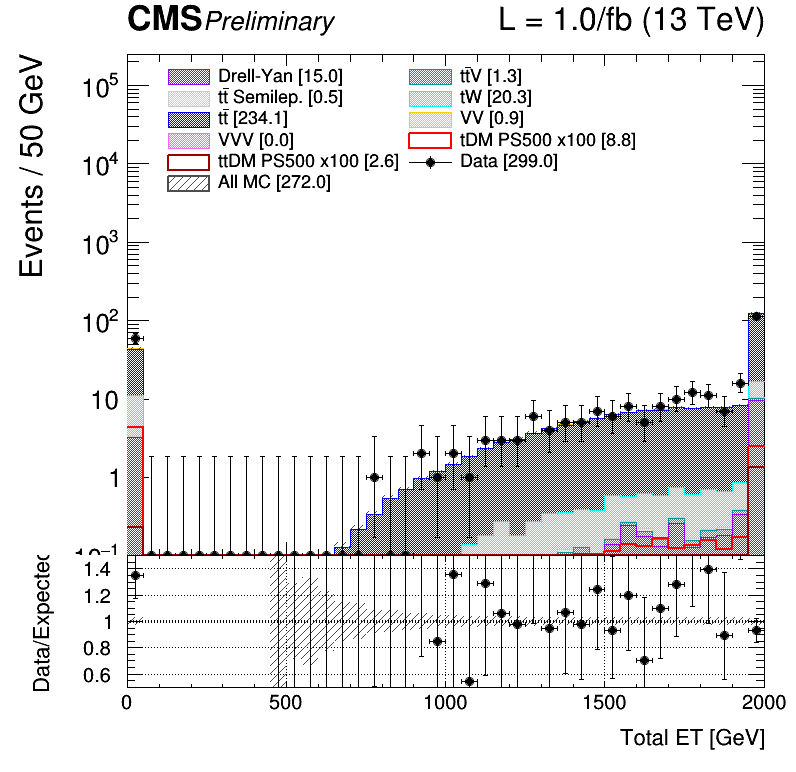 CMS Preliminary L = 1.0/fb (13 TeV)
Events / 50 GeV
10⁵
10⁴
10³
10²
10
1
10⁻¹
Drell-Yan [15.0]
tt̄V [1.3]
tt̄ Semilep. [0.5]
tW [20.3]
tt̄ [234.1]
VV [0.9]
VVV [0.0]
tDM PS500 x100 [8.8]
ttDM PS500 x100 [2.6]
Data [299.0]
All MC [272.0]
Data/Expected
1.4
1.2
1
0.8
0.6
0 500 1000 1500 2000
Total ET [GeV]